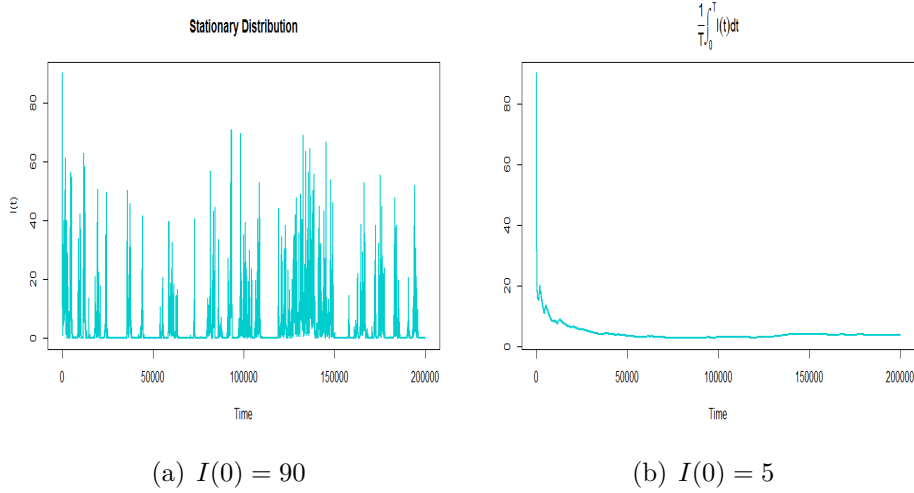 Stationary Distribution
I(t)
80
60
40
20
0
0 50000 100000 150000 200000
Time
(a) I(0) = 90
1/T ∫₀ᵀ I(t)dt
80
60
40
20
0
0 50000 100000 150000 200000
Time
(b) I(0) = 5